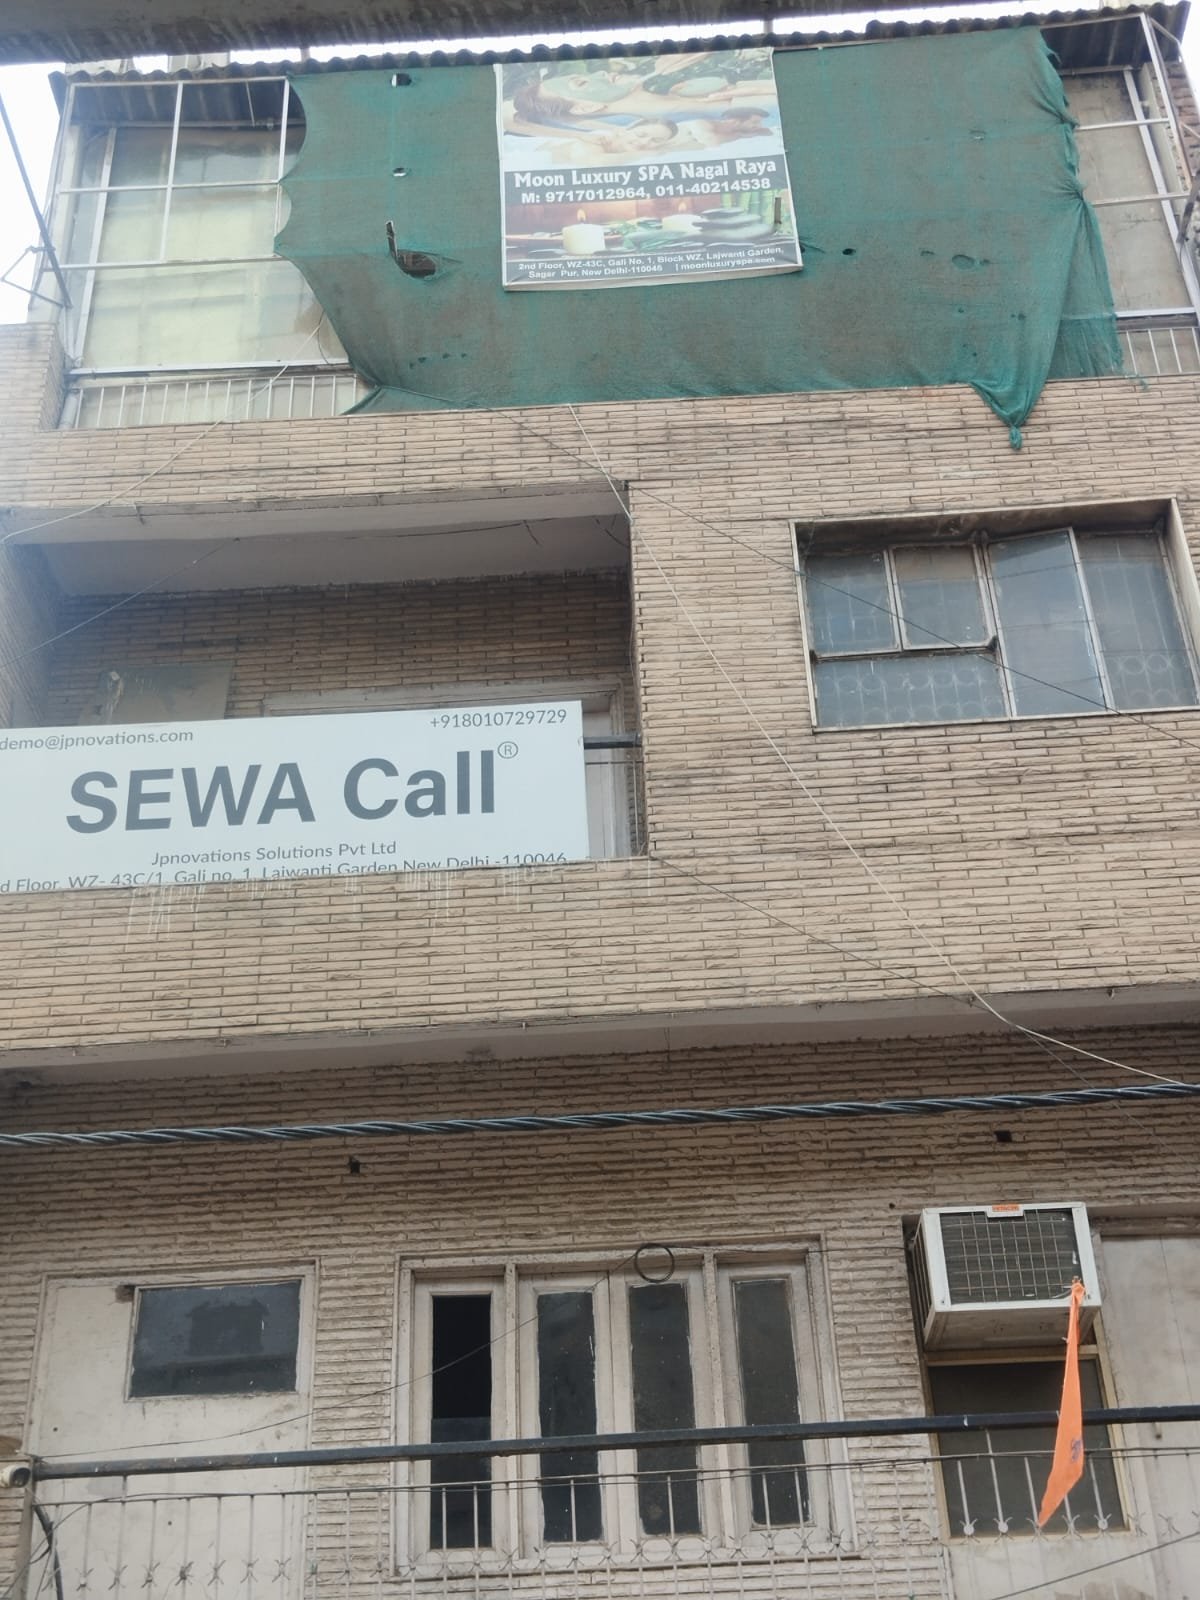 Moon Luxury SPA Nagal Raya
M: 9717012964, 011-40214538
2nd Floor, WZ-43C, Gali No. 1, Block WZ, Lajwanti Garden,
Sagar Pur, New Delhi-110046 | moonluxuryspa.com
+918010729729
demo@jpnovations.com
SEWA Call®
Jpnovations Solutions Pvt Ltd
d Floor, WZ- 43C/1, Gali no. 1, Lajwanti Garden New Delhi -110046
HITACHI